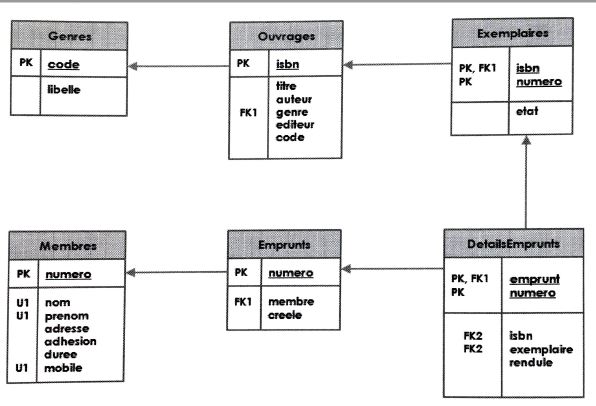 Genres
PK code
libelle
Ouvrages
PK isbn
titre
auteur
FK1 genre
editeur
code
Exemplaires
PK, FK1 isbn
PK numero
etat
Membres
PK numero
U1 nom
U1 prenom
adresse
adhesion
duree
U1 mobile
Emprunts
PK numero
FK1 membre
creele
DetailsEmprunts
PK, FK1 emprunt
PK numero
FK2 isbn
FK2 exemplaire
rendule